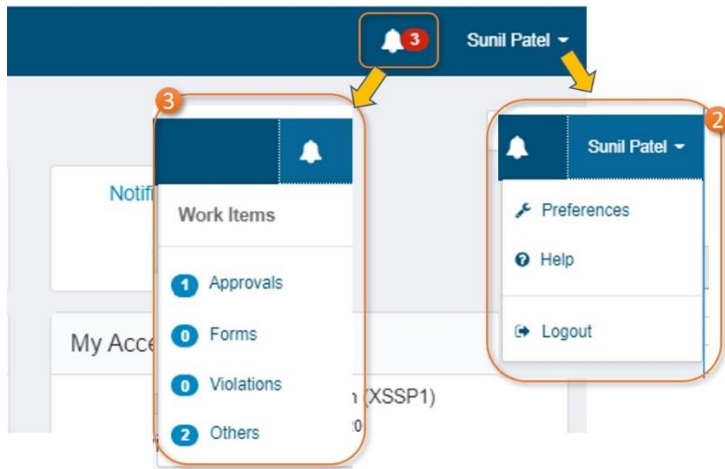 3 Sunil Patel
3
2
Sunil Patel
Notifi
Work Items
Preferences
Help
Logout
1 Approvals
0 Forms
0 Violations
2 Others
My Acce
(XSSP1)
20